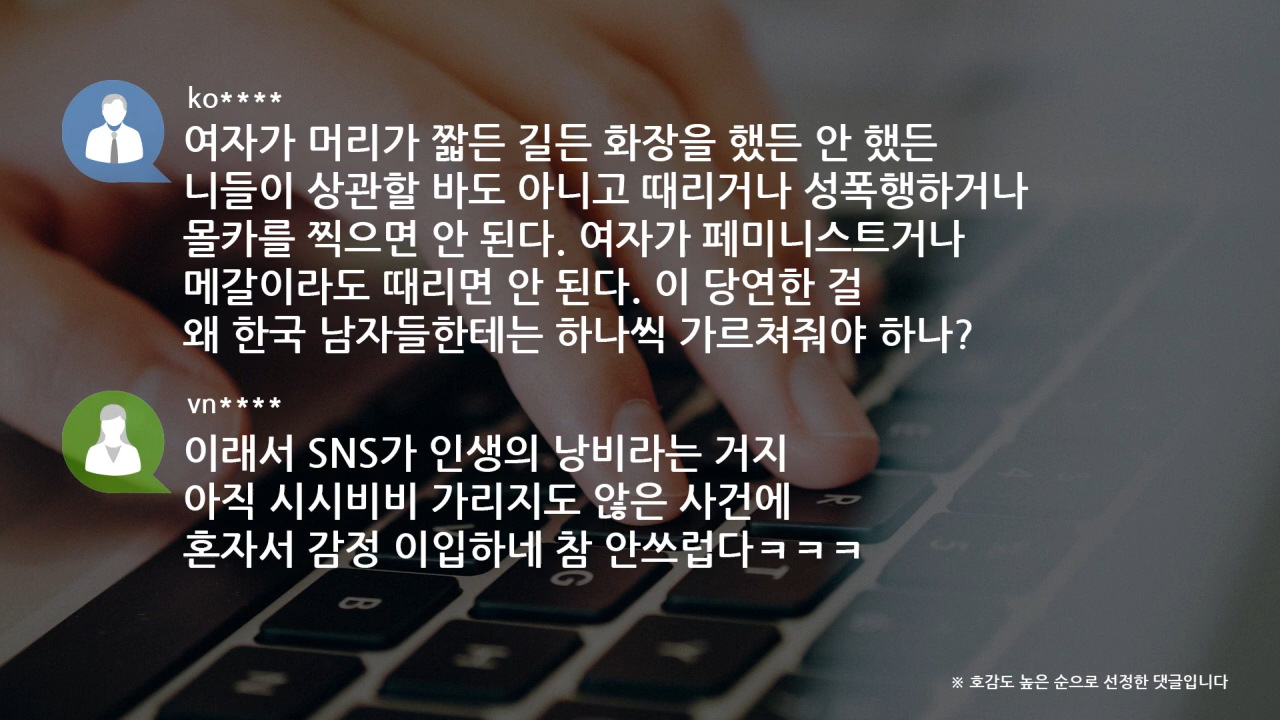 ko****
여자가 머리가 짧든 길든 화장을 했든 안 했든
니들이 상관할 바도 아니고 때리거나 성폭행하거나
몰카를 찍으면 안 된다. 여자가 페미니스트거나
메갈이라도 때리면 안 된다. 이 당연한 걸
왜 한국 남자들한테는 하나씩 가르쳐줘야 하나?
vn****
이래서 SNS가 인생의 낭비라는 거지
아직 시시비비 가리지도 않은 사건에
혼자서 감정 이입하네 참 안쓰럽다ㅋㅋㅋ
R
G
T
B
H
Y
N
※ 호감도 높은 순으로 선정한 댓글입니다